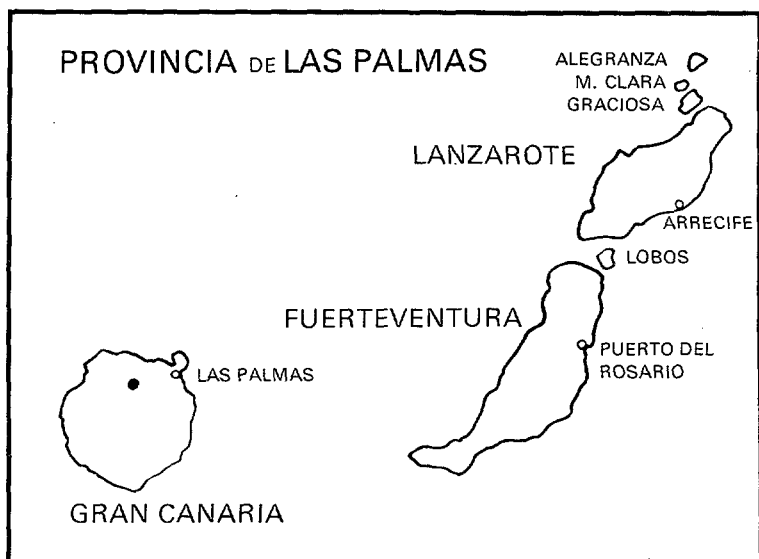 PROVINCIA DE LAS PALMAS
ALEGRANZA
M. CLARA
GRACIOSA
LANZAROTE
ARRECIFE
LOBOS
FUERTEVENTURA
PUERTO DEL
ROSARIO
LAS PALMAS
GRAN CANARIA